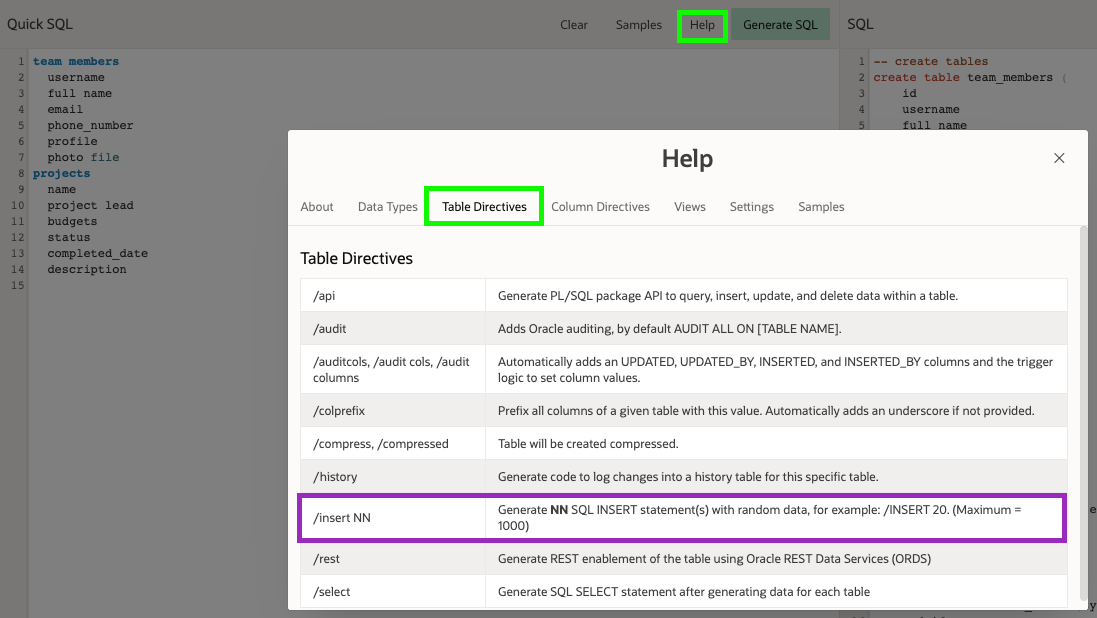 Quick SQL
Clear
Samples
Help
Generate SQL
SQL
1 team members
2 username
3 full name
4 email
5 phone_number
6 profile
7 photo file
8 projects
9 name
10 project lead
11 budgets
12 status
13 completed_date
14 description
15
1 -- create tables
2 create table team_members (
3 id
4 username
5 full_name
Help
About
Data Types
Table Directives
Column Directives
Views
Settings
Samples
Table Directives
/api
Generate PL/SQL package API to query, insert, update, and delete data within a table.
/audit
Adds Oracle auditing, by default AUDIT ALL ON [TABLE NAME].
/auditcols, /audit cols, /audit
columns
Automatically adds an UPDATED, UPDATED_BY, INSERTED, and INSERTED_BY columns and the trigger
logic to set column values.
/colprefix
Prefix all columns of a given table with this value. Automatically adds an underscore if not provided.
/compress, /compressed
Table will be created compressed.
/history
Generate code to log changes into a history table for this specific table.
/insert NN
Generate NN SQL INSERT statement(s) with random data, for example: /INSERT 20. (Maximum =
1000)
/rest
Generate REST enablement of the table using Oracle REST Data Services (ORDS)
/select
Generate SQL SELECT statement after generating data for each table